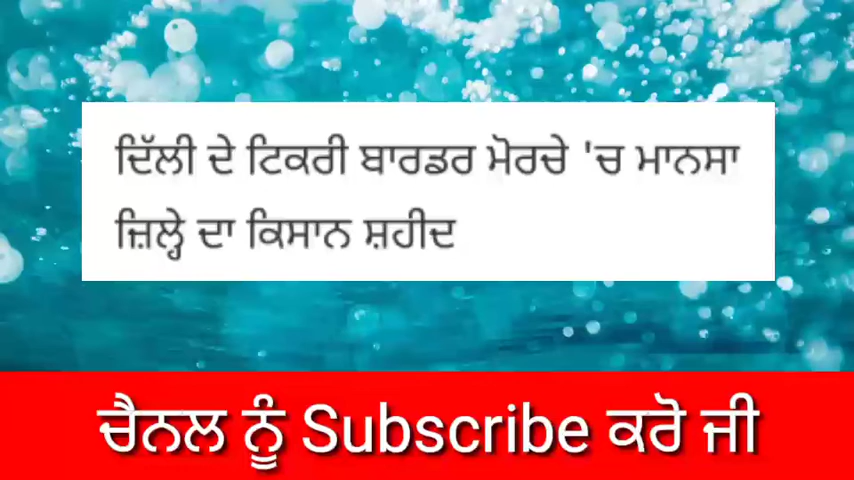 ਦਿੱਲੀ ਦੇ ਟਿਕਰੀ ਬਾਰਡਰ ਮੋਰਚੇ 'ਚ ਮਾਨਸਾ
ਜ਼ਿਲ੍ਹੇ ਦਾ ਕਿਸਾਨ ਸ਼ਹੀਦ
ਚੈਨਲ ਨੂੰ Subscribe ਕਰੋ ਜੀ